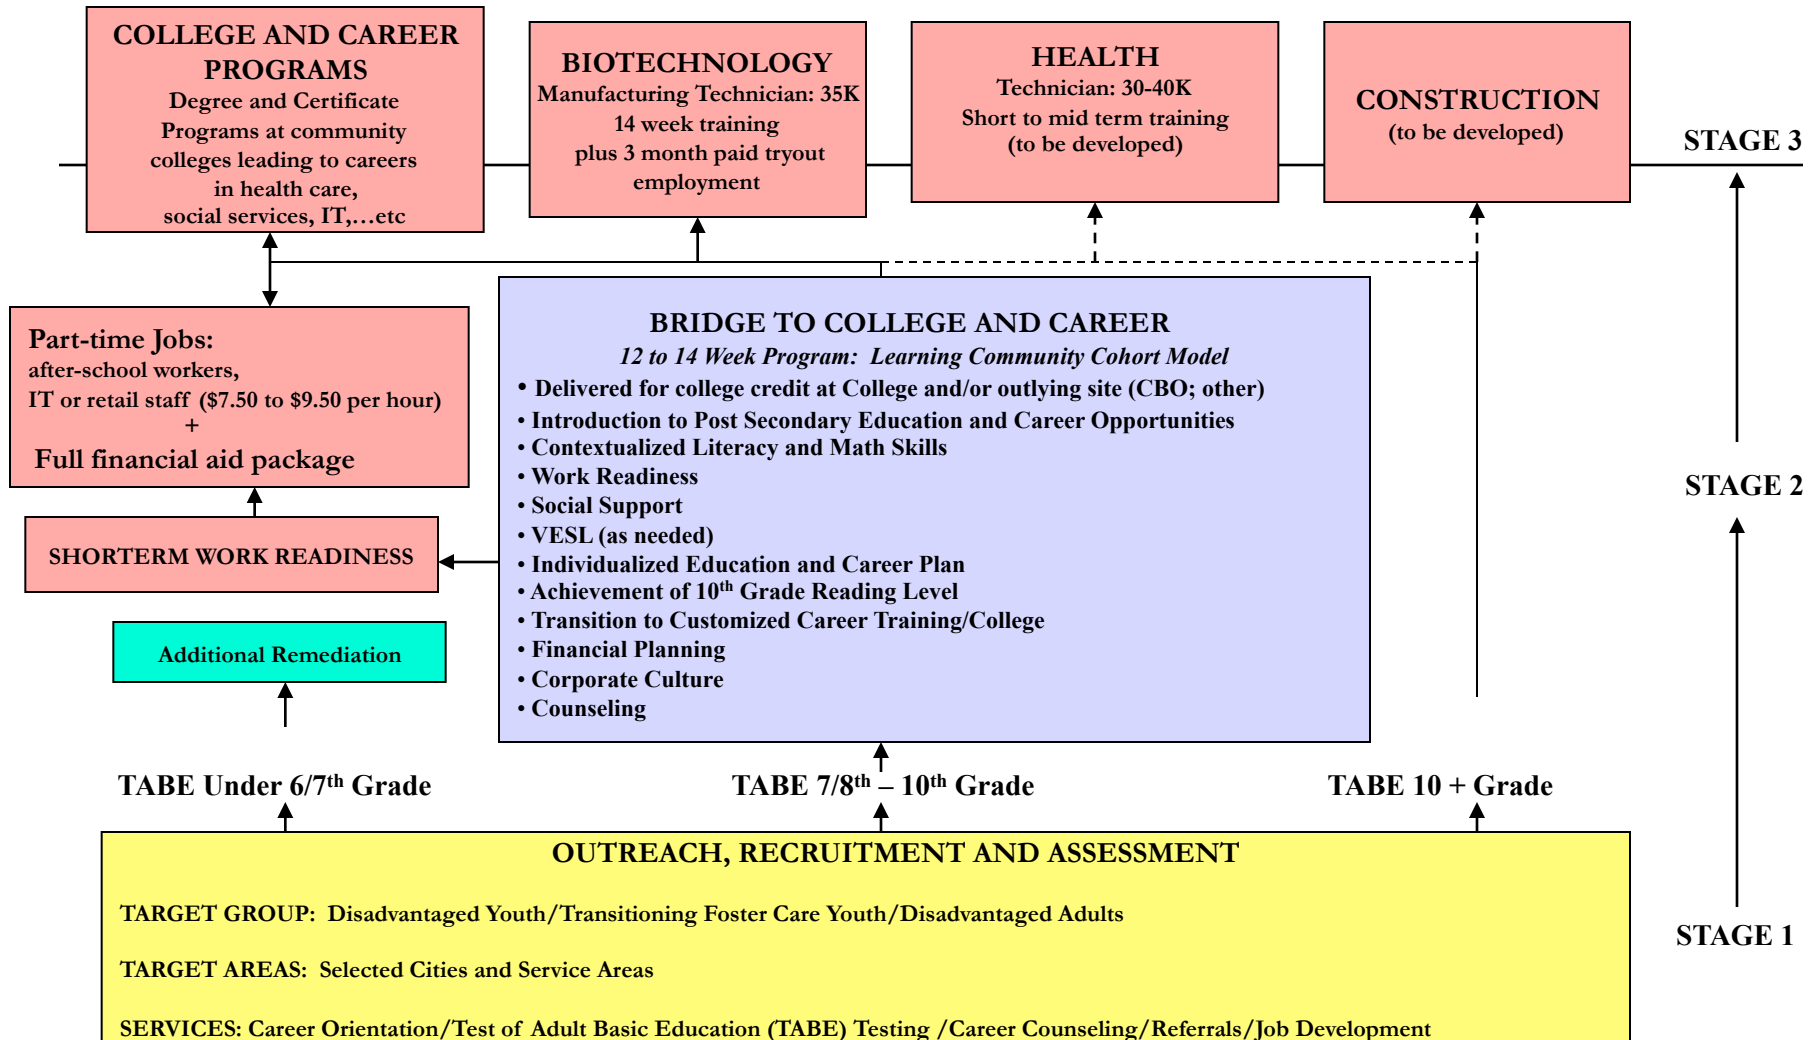 COLLEGE AND CAREER
PROGRAMS
Degree and Certificate
Programs at community
colleges leading to careers
in health care,
social services, IT,…etc
BIOTECHNOLOGY
Manufacturing Technician: 35K
14 week training
plus 3 month paid tryout
employment
HEALTH
Technician: 30-40K
Short to mid term training
(to be developed)
CONSTRUCTION
(to be developed)
STAGE 3
Part-time Jobs:
after-school workers,
IT or retail staff ($7.50 to $9.50 per hour)
+
Full financial aid package
SHORTERM WORK READINESS
Additional Remediation
BRIDGE TO COLLEGE AND CAREER
12 to 14 Week Program: Learning Community Cohort Model
• Delivered for college credit at College and/or outlying site (CBO; other)
• Introduction to Post Secondary Education and Career Opportunities
• Contextualized Literacy and Math Skills
• Work Readiness
• Social Support
• VESL (as needed)
• Individualized Education and Career Plan
• Achievement of 10th Grade Reading Level
• Transition to Customized Career Training/College
• Financial Planning
• Corporate Culture
• Counseling
STAGE 2
TABE Under 6/7th Grade
TABE 7/8th – 10th Grade
TABE 10 + Grade
OUTREACH, RECRUITMENT AND ASSESSMENT
TARGET GROUP: Disadvantaged Youth/Transitioning Foster Care Youth/Disadvantaged Adults
TARGET AREAS: Selected Cities and Service Areas
SERVICES: Career Orientation/Test of Adult Basic Education (TABE) Testing /Career Counseling/Referrals/Job Development
STAGE 1